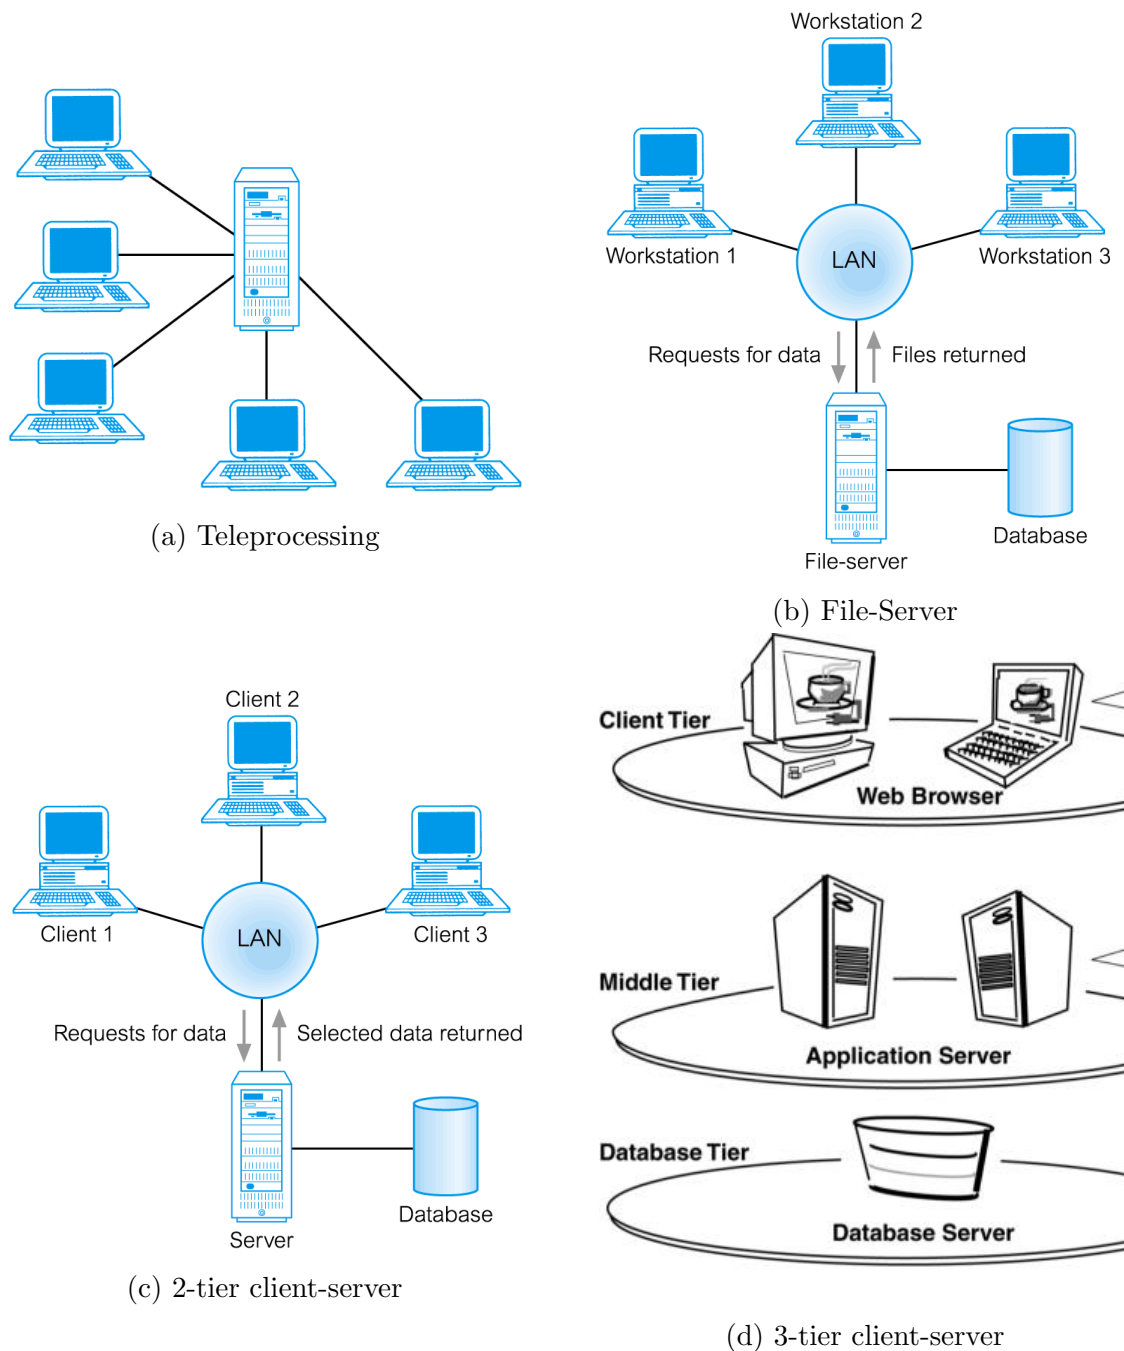 (a) Teleprocessing
Workstation 2
Workstation 1
Workstation 3
LAN
Requests for data
Files returned
File-server
Database
(b) File-Server
Client 2
Client 1
Client 3
LAN
Requests for data
Selected data returned
Server
Database
(c) 2-tier client-server
Client Tier
Web Browser
Middle Tier
Application Server
Database Tier
Database Server
(d) 3-tier client-server